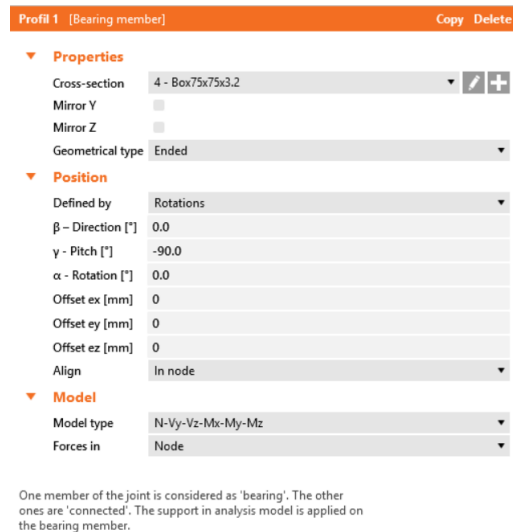 Profil 1 [Bearing member] Copy Delete
Properties
Cross-section 4 - Box75x75x3.2
Mirror Y
Mirror Z
Geometrical type Ended
Position
Defined by Rotations
β – Direction [°] 0.0
γ - Pitch [°] -90.0
α - Rotation [°] 0.0
Offset ex [mm] 0
Offset ey [mm] 0
Offset ez [mm] 0
Align In node
Model
Model type N-Vy-Vz-Mx-My-Mz
Forces in Node
One member of the joint is considered as 'bearing'. The other
ones are 'connected'. The support in analysis model is applied on
the bearing member.